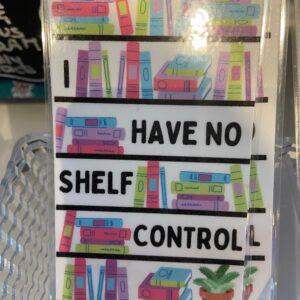 I
HAVE NO
SHELF
CONTROL
L